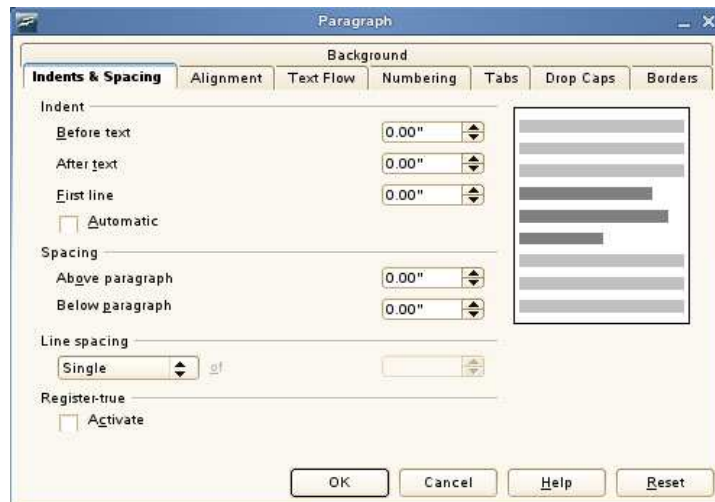 Paragraph
Background
Indents & Spacing Alignment Text Flow Numbering Tabs Drop Caps Borders
Indent
Before text 0.00"
After text 0.00"
First line 0.00"
Automatic
Spacing
Above paragraph 0.00"
Below paragraph 0.00"
Line spacing
Single of
Register-true
Activate
OK Cancel Help Reset